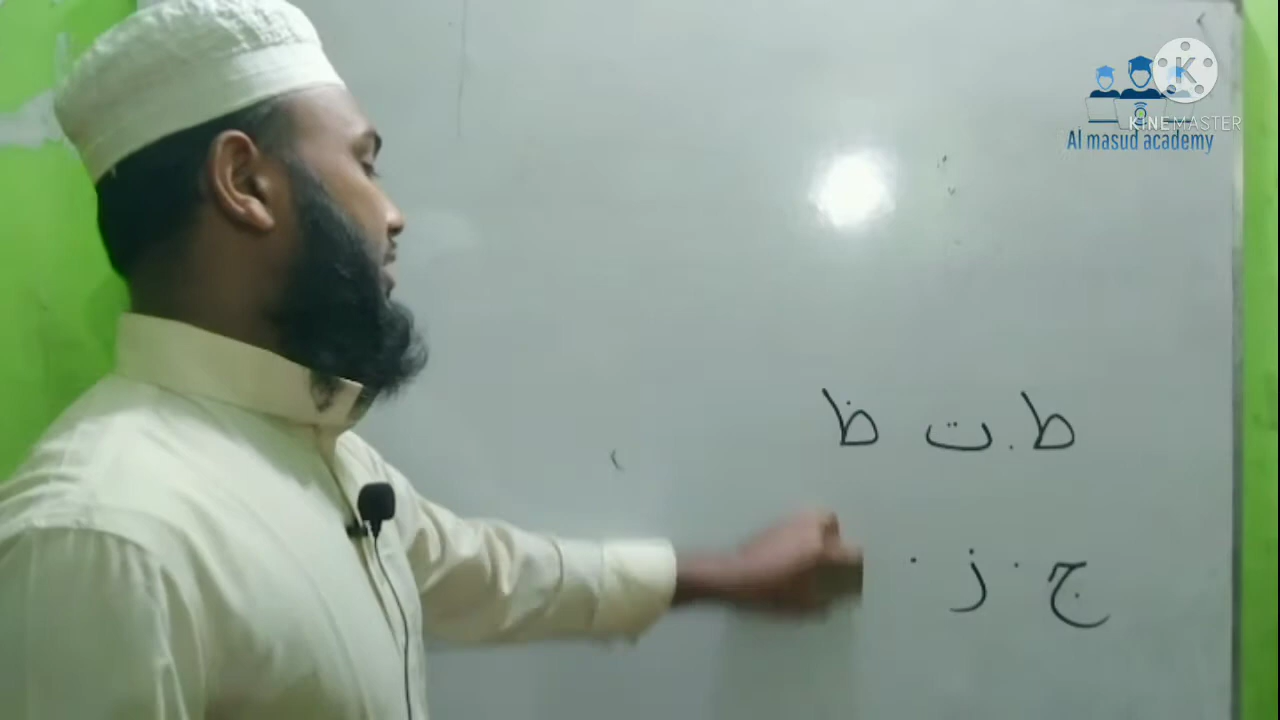 KINEMASTER
Al masud academy
ط . ت ظ
ج . ز .